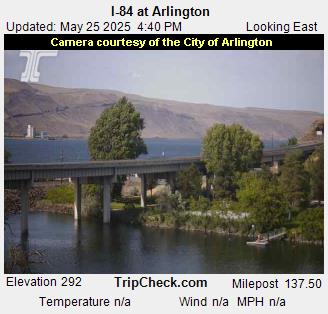 I-84 at Arlington
Updated: May 25 2025 4:40 PM Looking East
Camera courtesy of the City of Arlington
Elevation 292 TripCheck.com Milepost 137.50
Temperature n/a Wind n/a MPH n/a